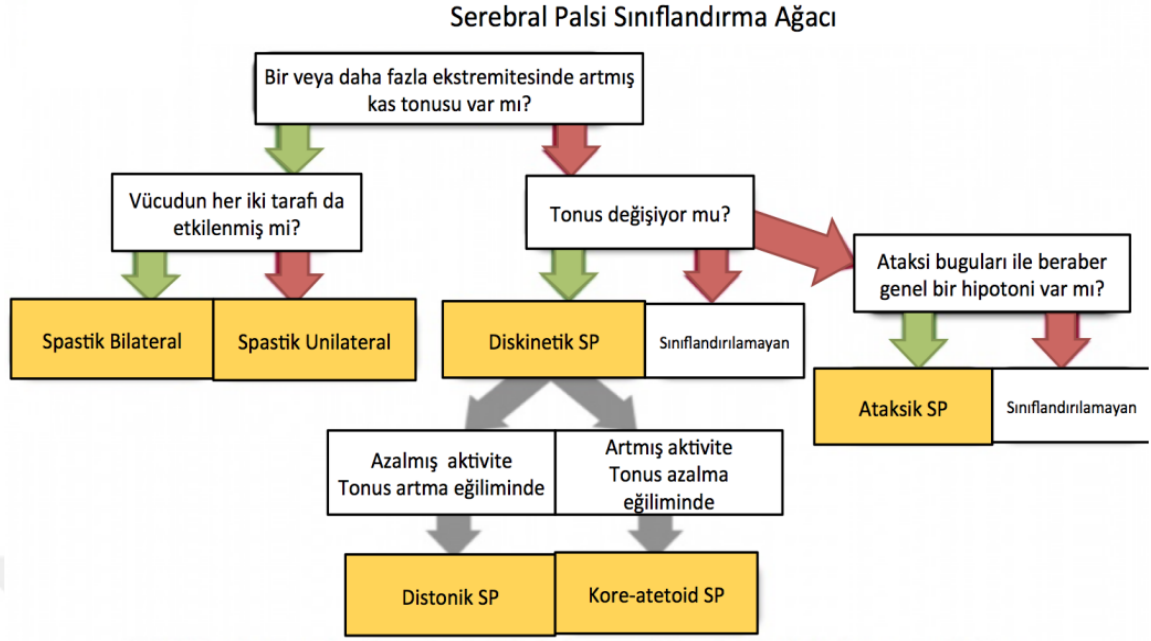 Serebral Palsi Sınıflandırma Ağacı
Bir veya daha fazla ekstremitesinde artmış
kas tonusu var mı?
Vücudun her iki tarafı da
etkilenmiş mi?
Tonus değişiyor mu?
Ataksi buguları ile beraber
genel bir hipotoni var mı?
Spastik Bilateral
Spastik Unilateral
Diskinetik SP
Sınıflandırılamayan
Ataksik SP
Sınıflandırılamayan
Azalmış aktivite
Tonus artma eğiliminde
Artmış aktivite
Tonus azalma
eğiliminde
Distonik SP
Kore-atetoid SP